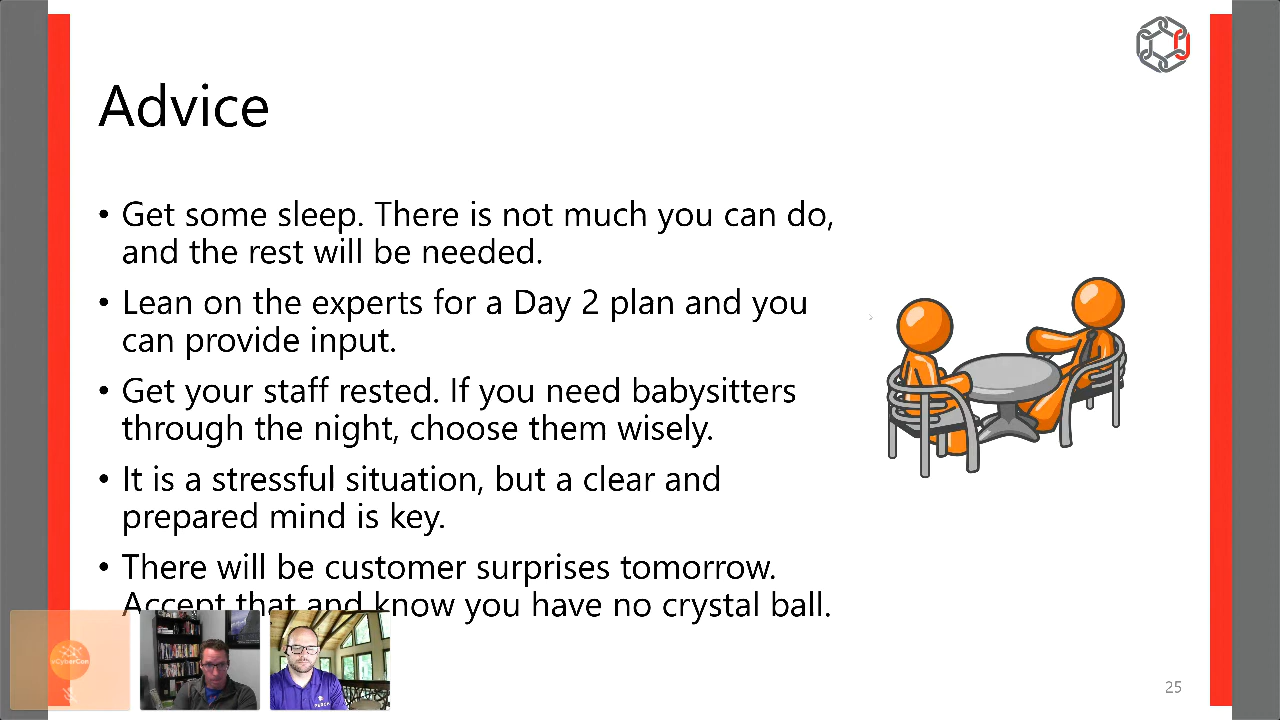 Advice
• Get some sleep. There is not much you can do,
and the rest will be needed.
• Lean on the experts for a Day 2 plan and you
can provide input.
• Get your staff rested. If you need babysitters
through the night, choose them wisely.
• It is a stressful situation, but a clear and
prepared mind is key.
• There will be customer surprises tomorrow.
Accept that and know you have no crystal ball.
25